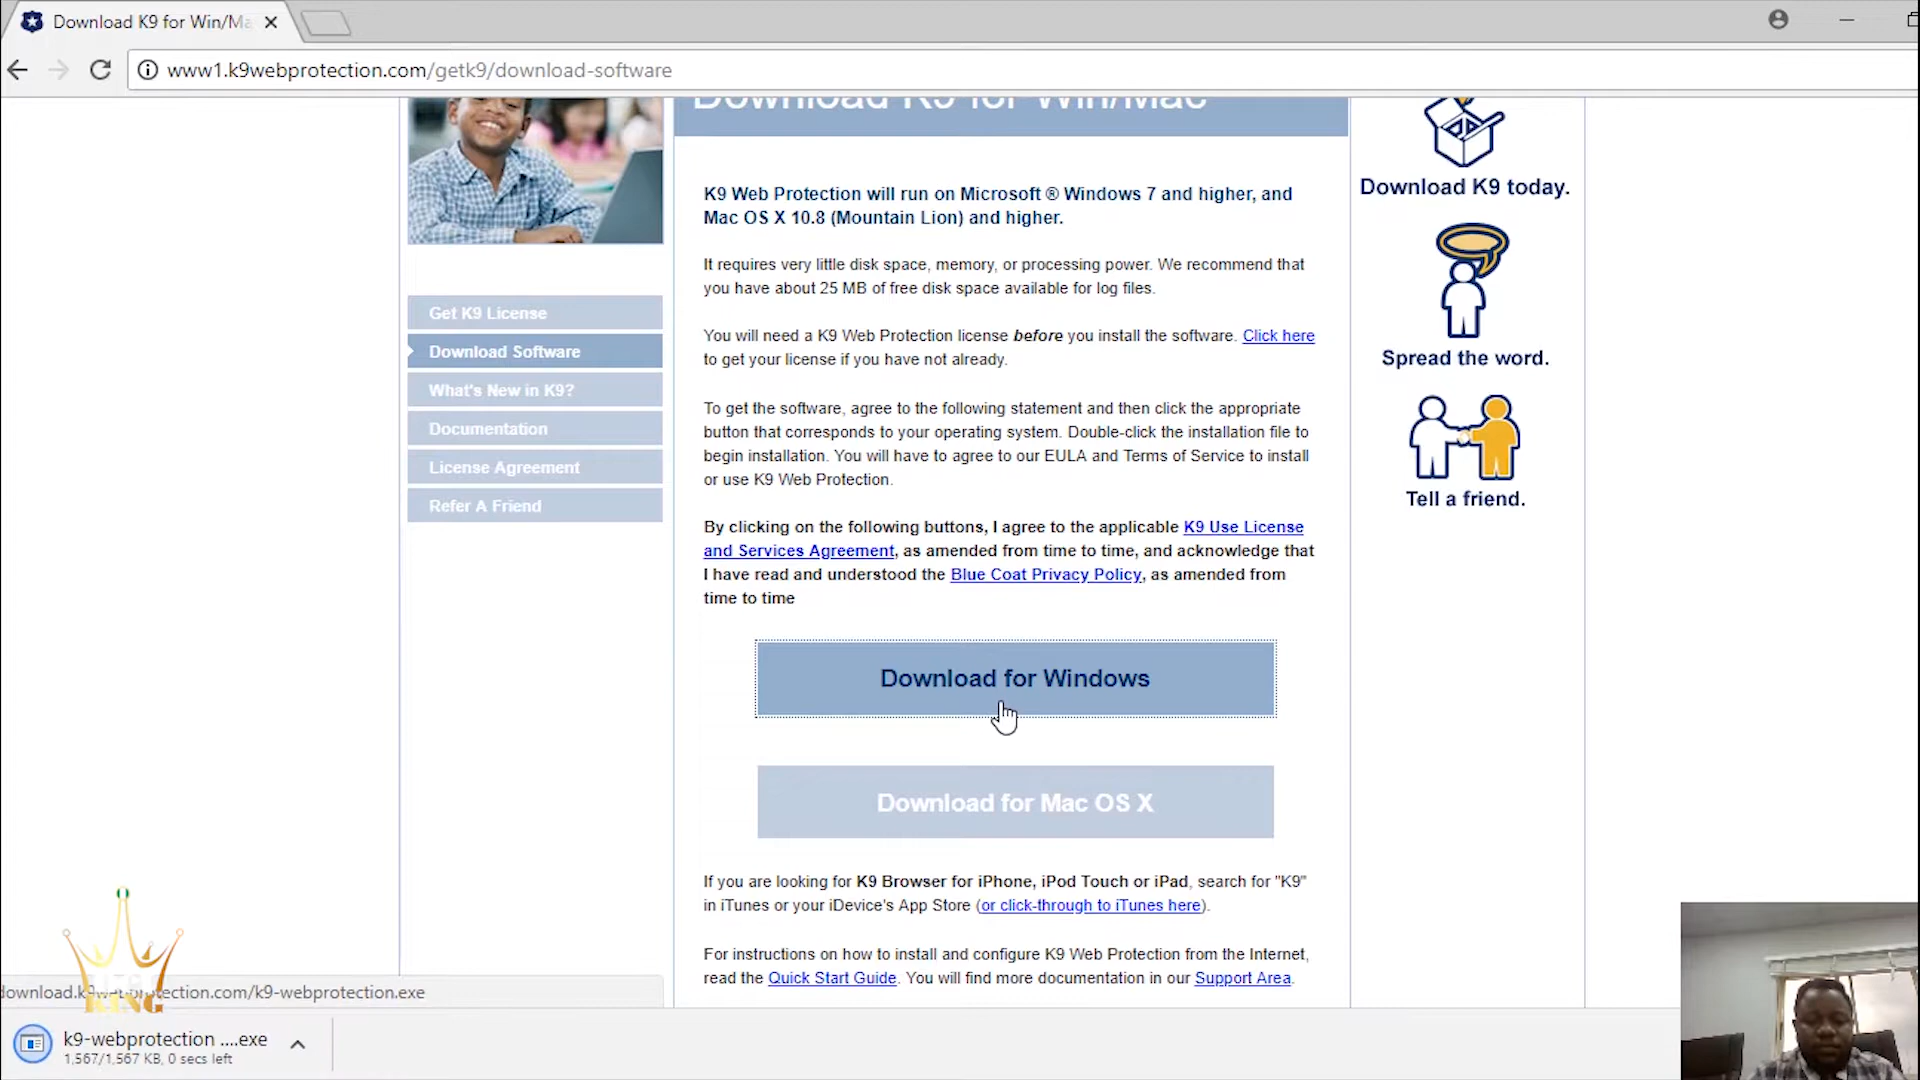 Download K9 for Win/Ma
www1.k9webprotection.com/getk9/download-software
Download K9 for Win/Mac
K9 Web Protection will run on Microsoft ® Windows 7 and higher, and
Mac OS X 10.8 (Mountain Lion) and higher.
It requires very little disk space, memory, or processing power. We recommend that
you have about 25 MB of free disk space available for log files.
You will need a K9 Web Protection license before you install the software. Click here
to get your license if you have not already.
To get the software, agree to the following statement and then click the appropriate
button that corresponds to your operating system. Double-click the installation file to
begin installation. You will have to agree to our EULA and Terms of Service to install
or use K9 Web Protection.
By clicking on the following buttons, I agree to the applicable K9 Use License
and Services Agreement, as amended from time to time, and acknowledge that
I have read and understood the Blue Coat Privacy Policy, as amended from
time to time
Download for Windows
Download for Mac OS X
If you are looking for K9 Browser for iPhone, iPod Touch or iPad, search for "K9"
in iTunes or your iDevice's App Store (or click-through to iTunes here).
For instructions on how to install and configure K9 Web Protection from the Internet,
read the Quick Start Guide. You will find more documentation in our Support Area.
Get K9 License
Download Software
What's New in K9?
Documentation
License Agreement
Refer A Friend
Download K9 today.
Spread the word.
Tell a friend.
KING
k9-webprotection ....exe
1,567/1,567 KB, 0 secs left